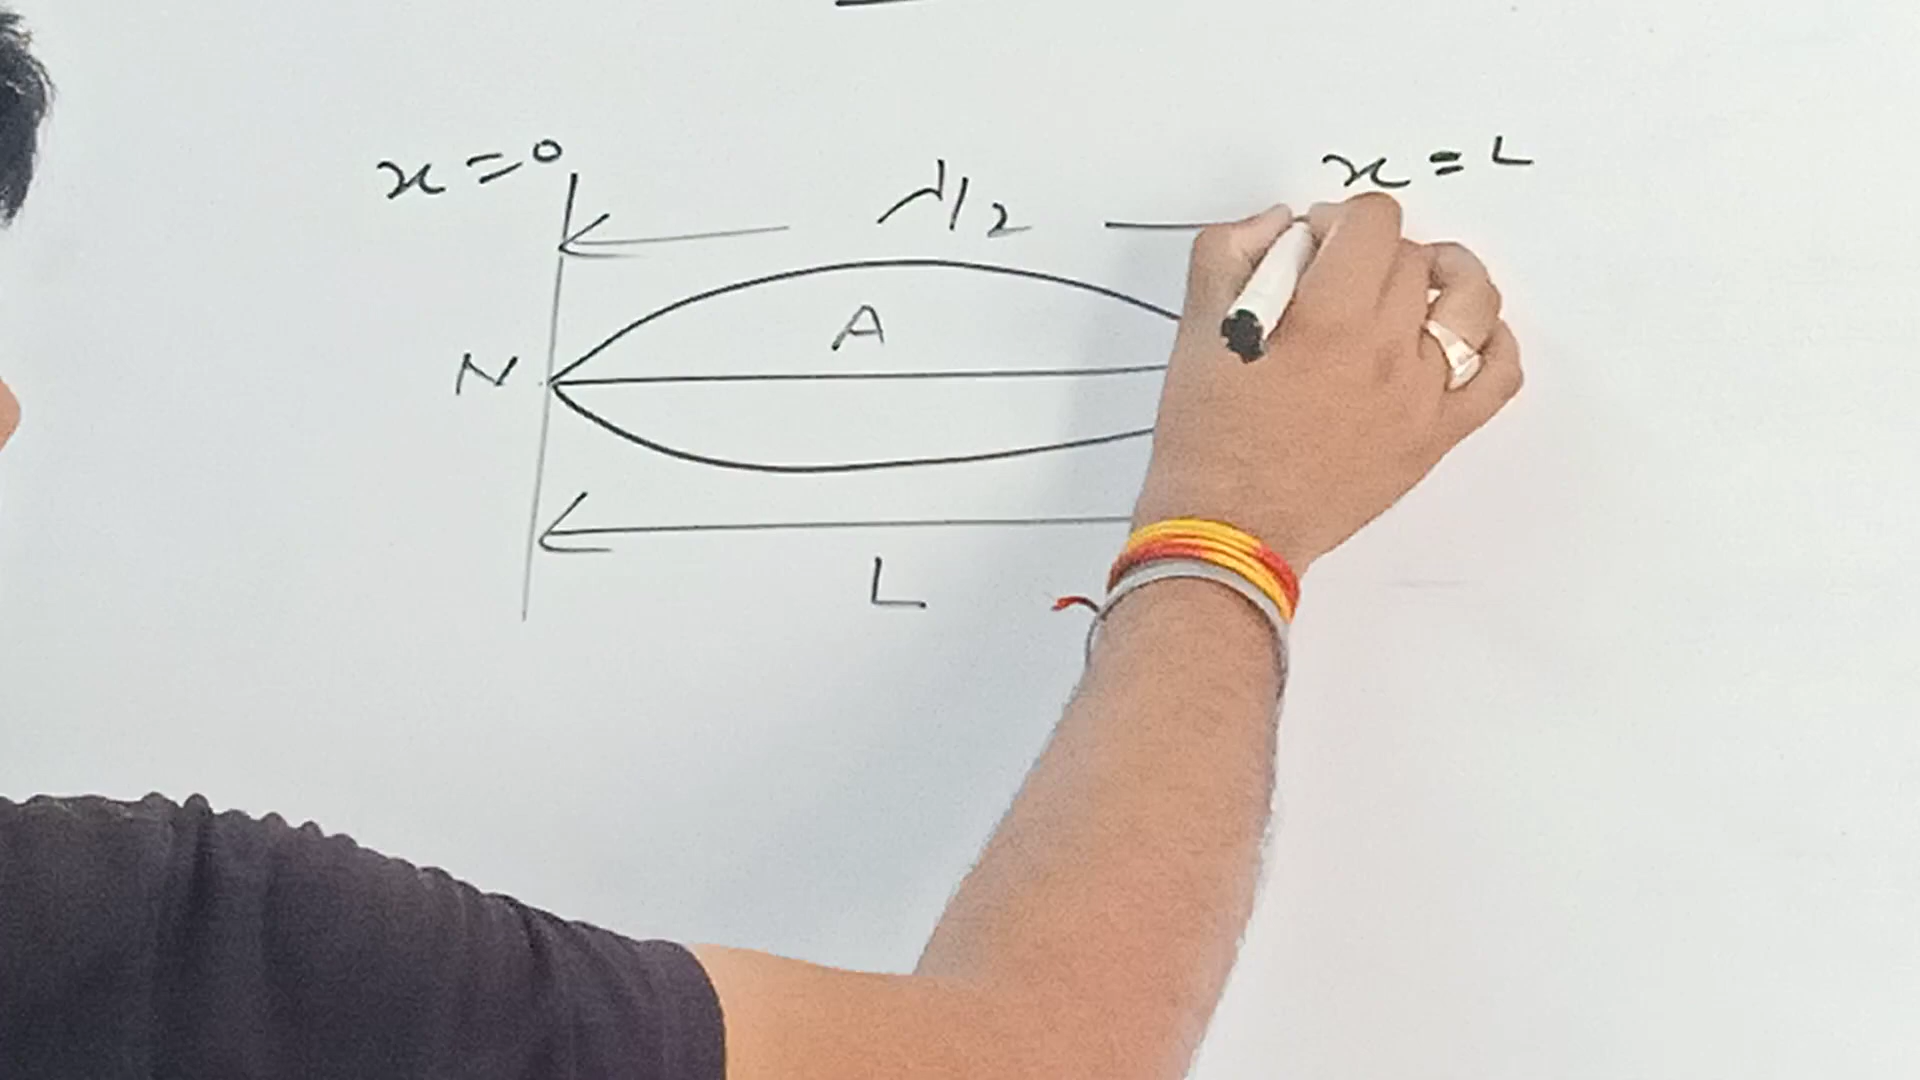 x = 0
λ/2
x = L
A
N
L